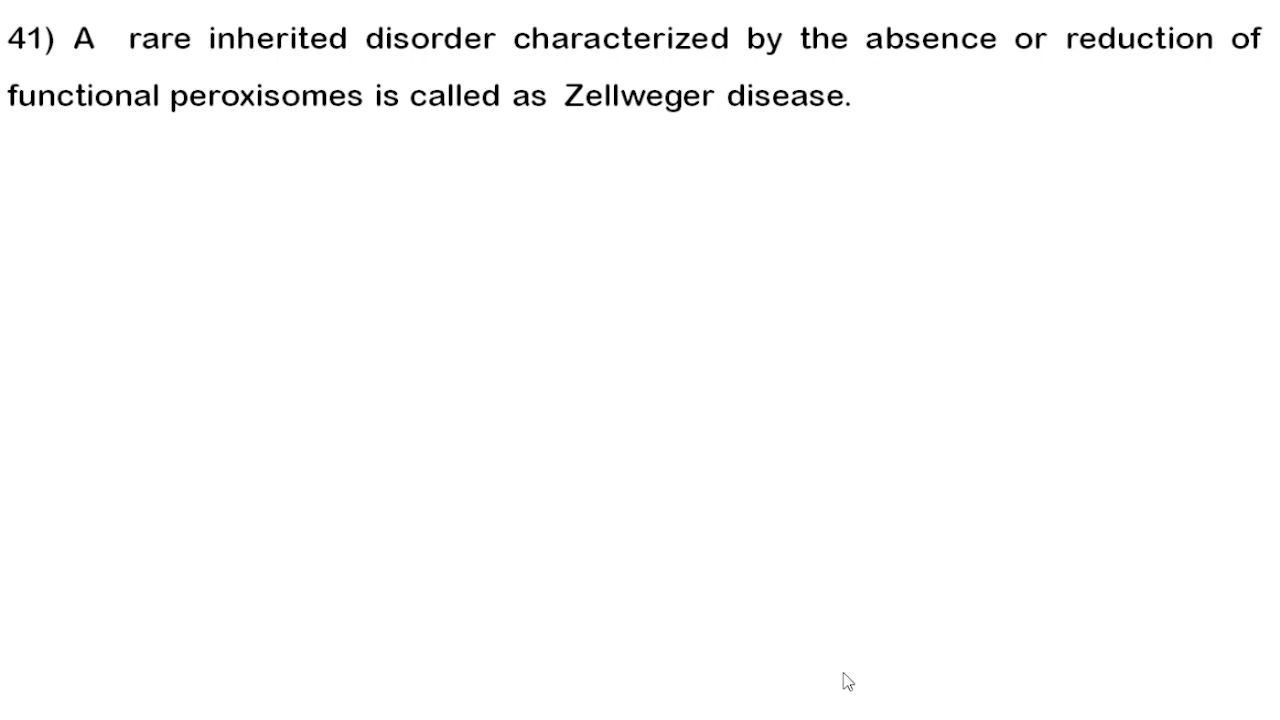 41) A rare inherited disorder characterized by the absence or reduction of
functional peroxisomes is called as Zellweger disease.